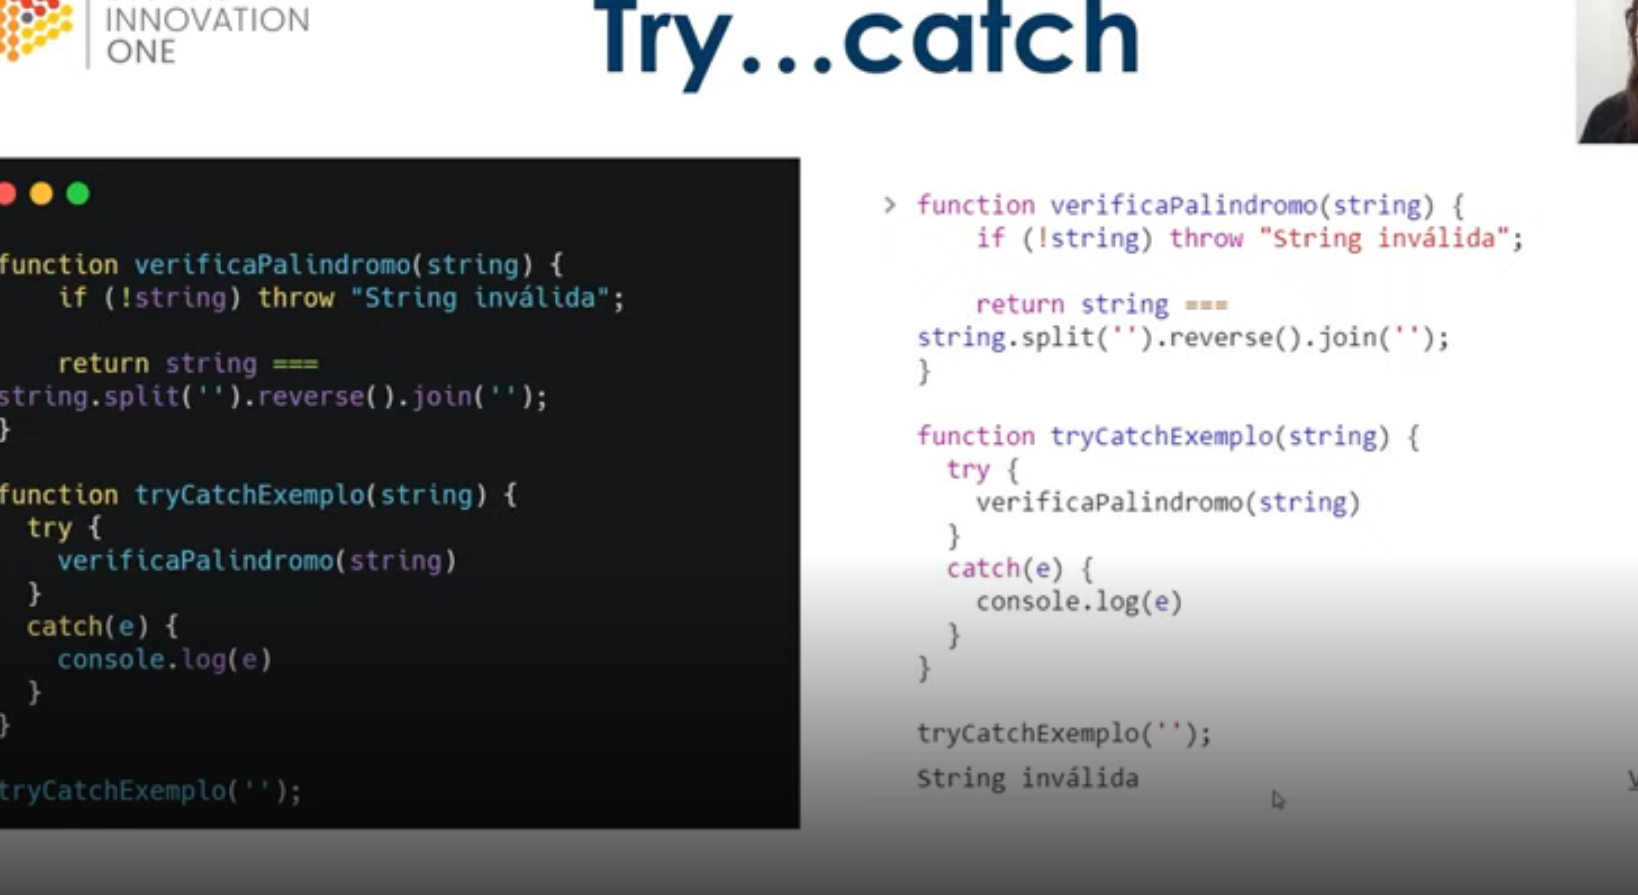 INNOVATION
ONE
Try...catch
function verificaPalindromo(string) {
if (!string) throw "String inválida";
return string ===
string.split('').reverse().join('');
}
function tryCatchExemplo(string) {
try {
verificaPalindromo(string)
}
catch(e) {
console.log(e)
}
}
tryCatchExemplo('');
> function verificaPalindromo(string) {
if (!string) throw "String inválida";
return string ===
string.split('').reverse().join('');
}
function tryCatchExemplo(string) {
try {
verificaPalindromo(string)
}
catch(e) {
console.log(e)
}
}
tryCatchExemplo('');
String inválida